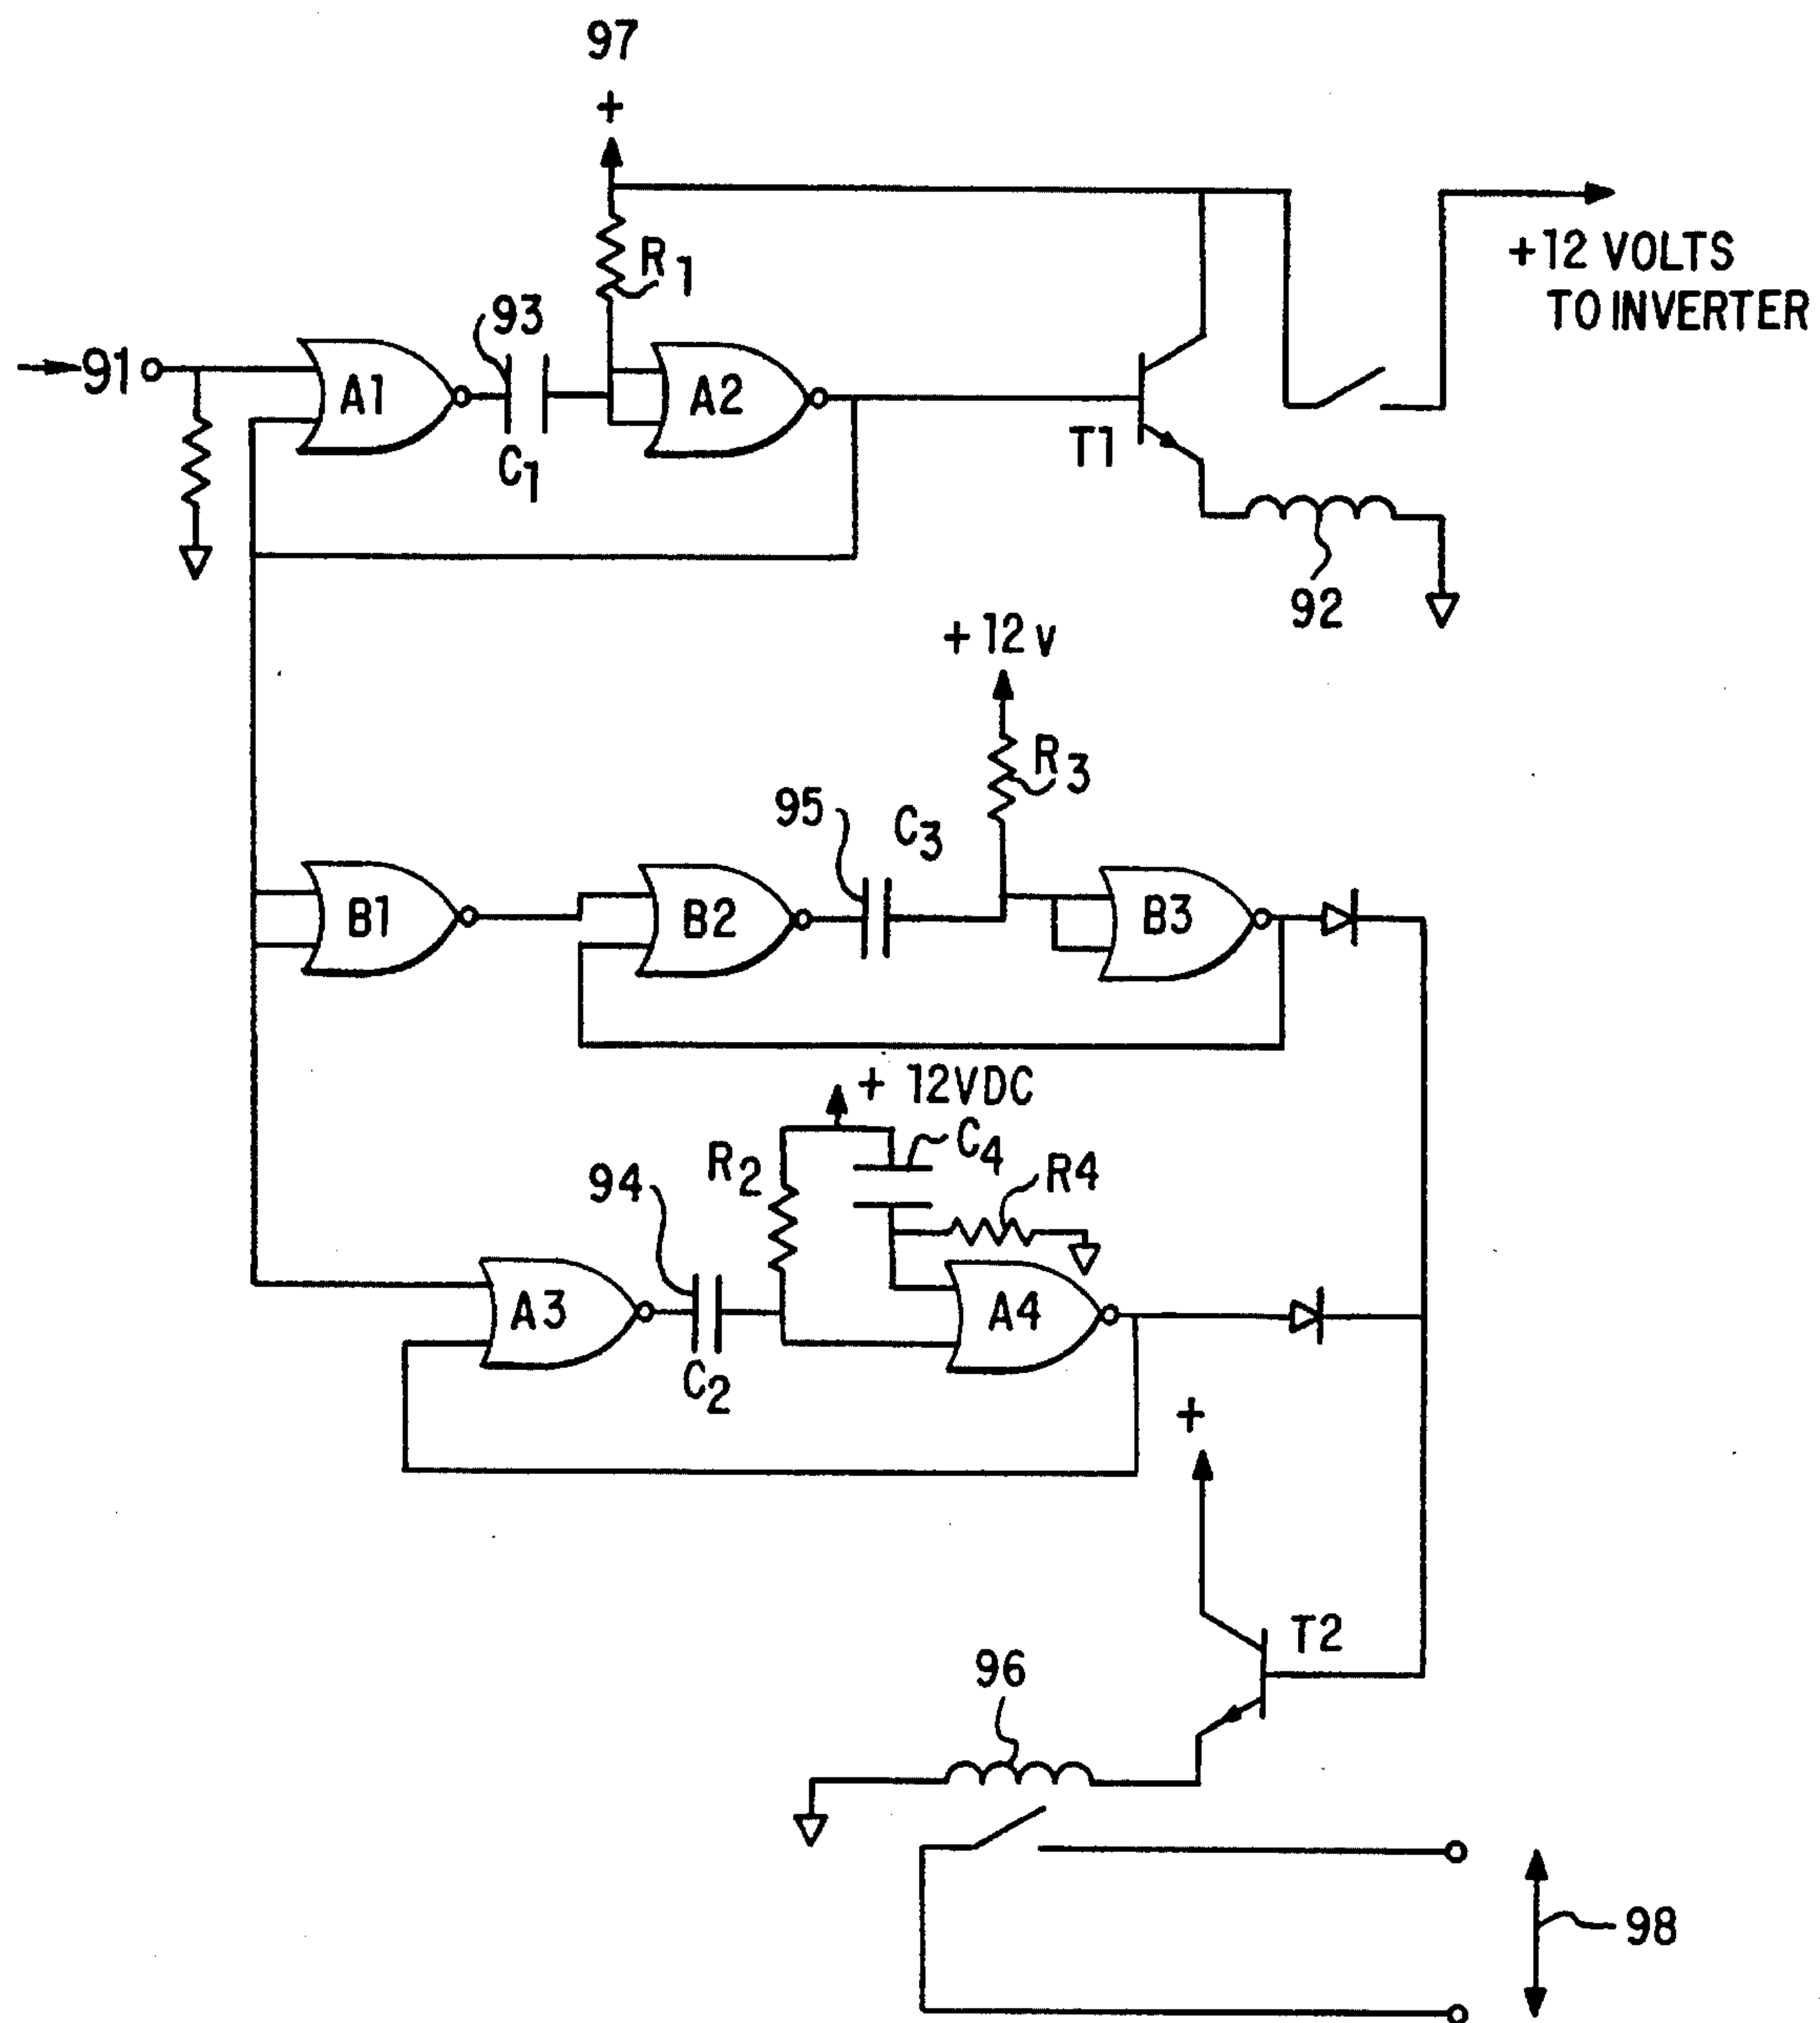 97
+
R1
93
+12 VOLTS
TO INVERTER
91
A1
A2
C1
T1
92
+12 v
R3
95
C3
B1
B2
B3
+ 12VDC
C4
R2
R4
94
A3
A4
C2
+
T2
96
98